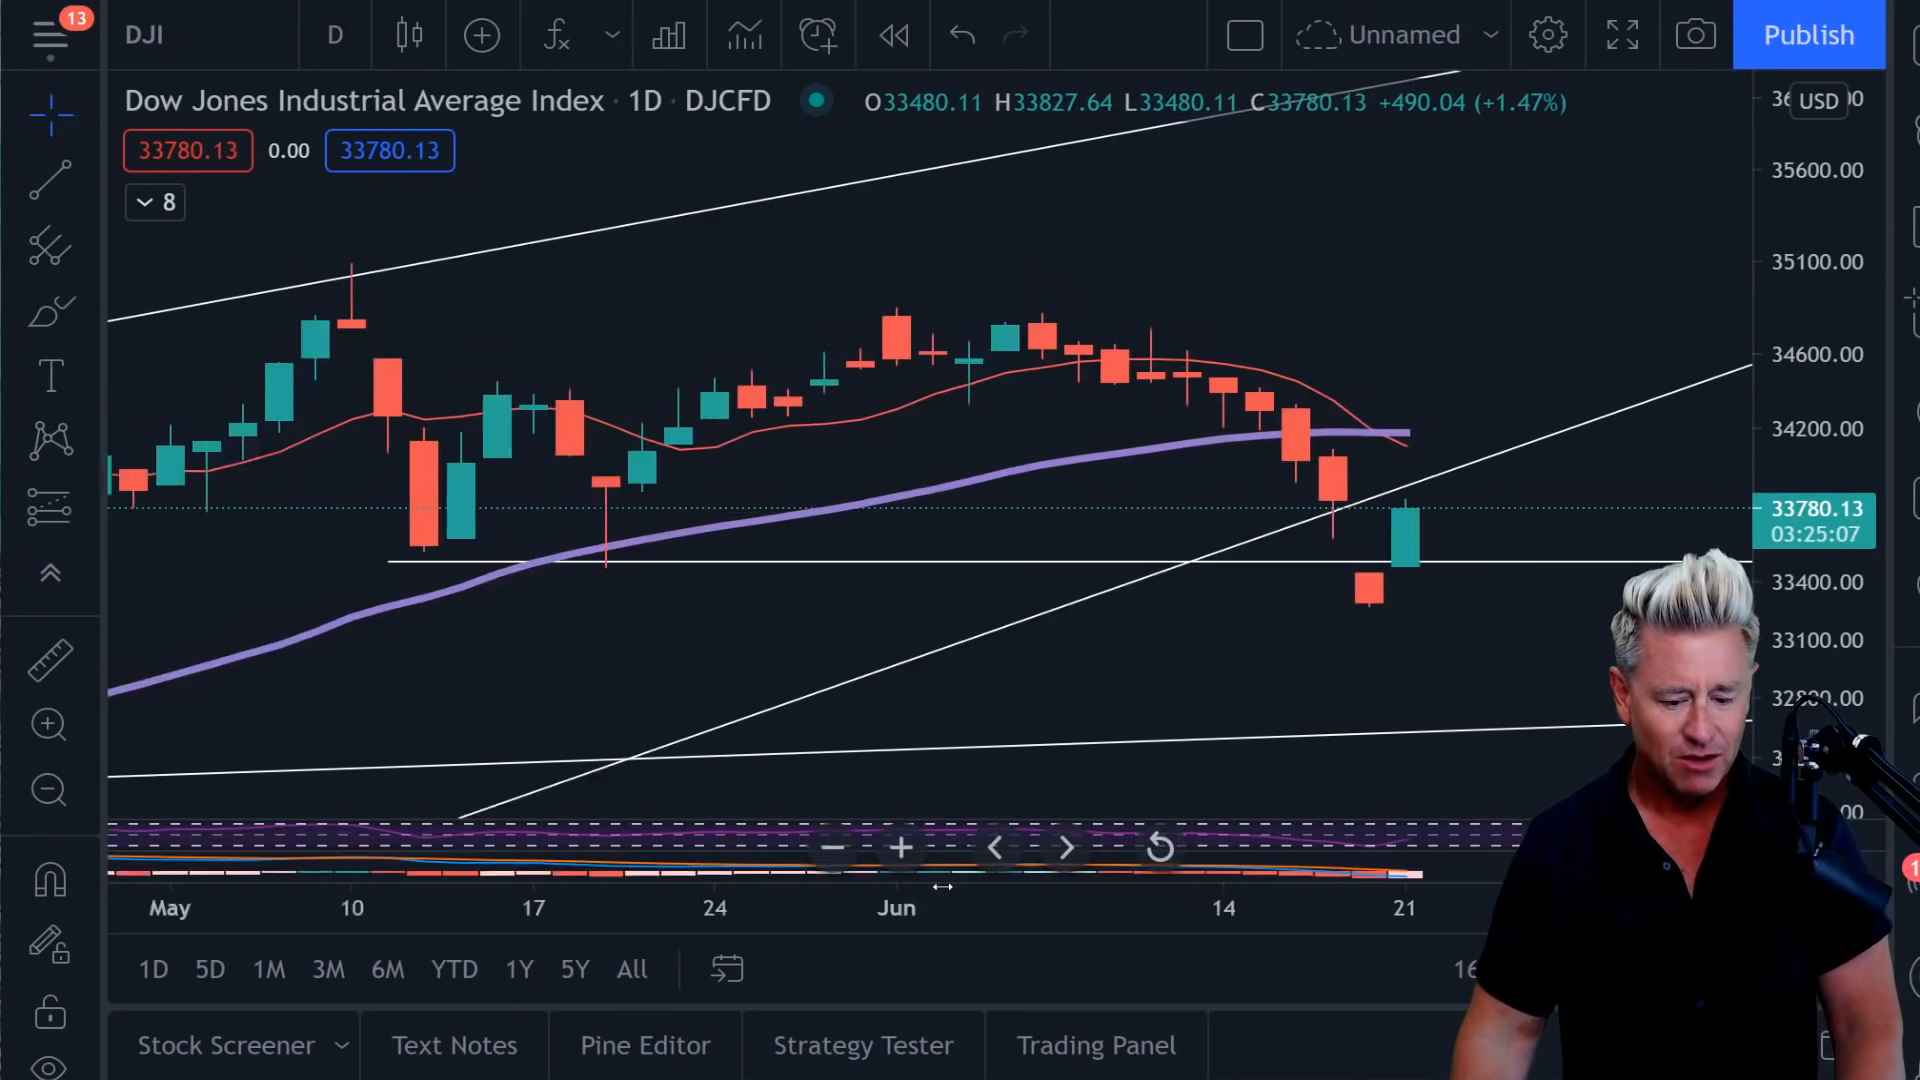 13
DJI D Unnamed Publish
Dow Jones Industrial Average Index · 1D · DJCFD O33480.11 H33827.64 L33480.11 C33780.13 +490.04 (+1.47%)
USD
33780.13 0.00 33780.13
8
35600.00
35100.00
34600.00
34200.00
33780.13
03:25:07
33400.00
33100.00
May 10 17 24 Jun 14 21
1D 5D 1M 3M 6M YTD 1Y 5Y All
Stock Screener Text Notes Pine Editor Strategy Tester Trading Panel